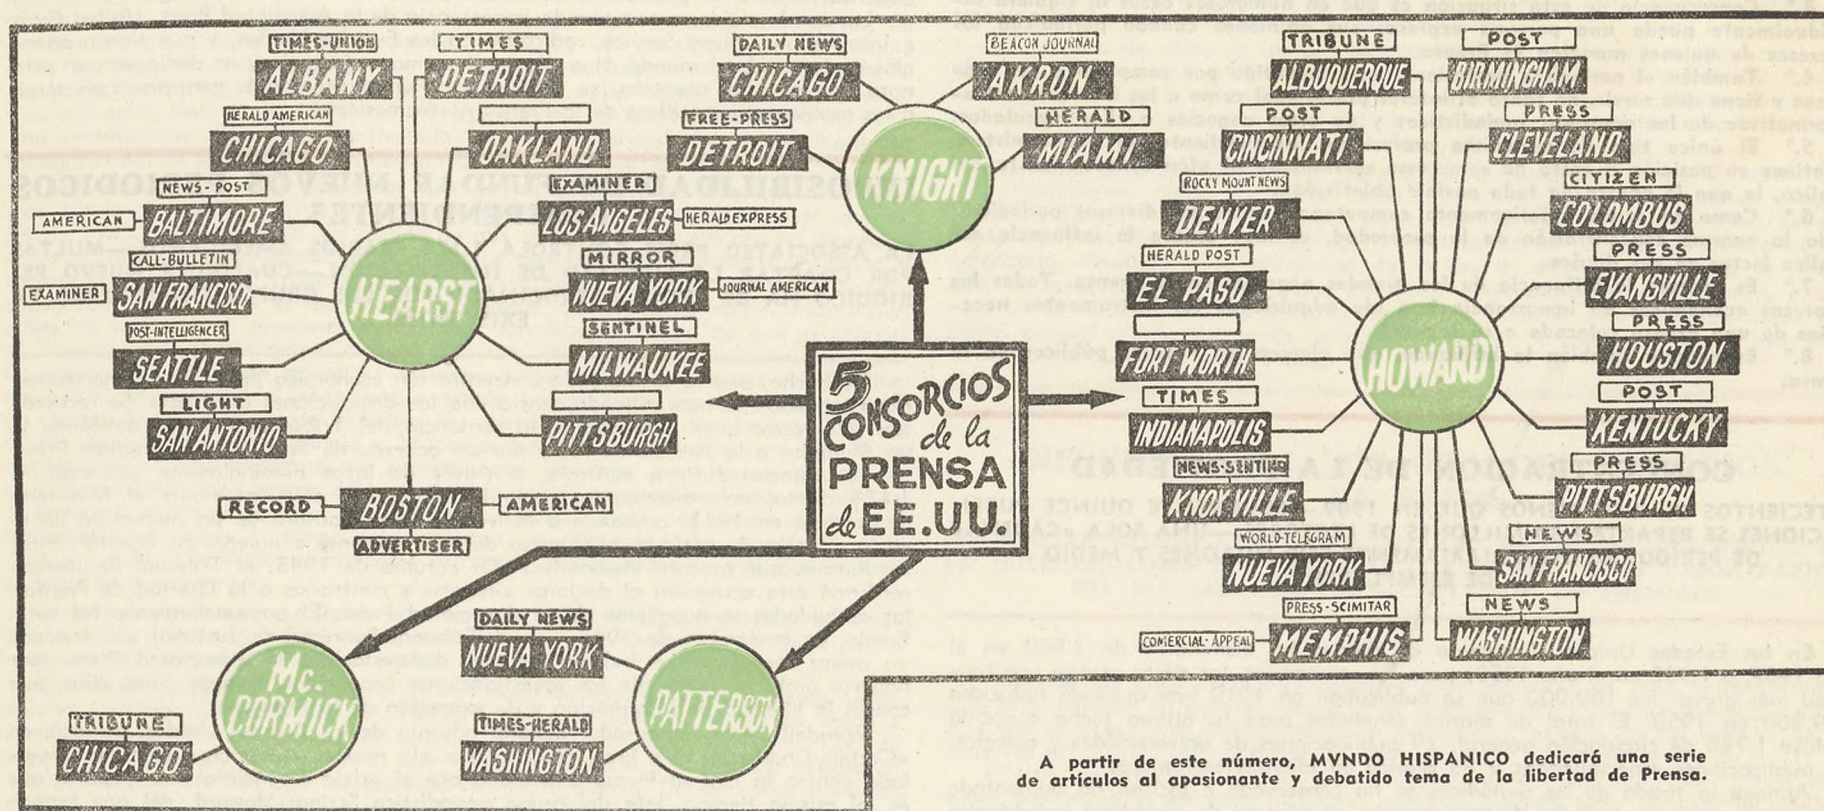 TIMES-UNION
ALBANY
TIMES
DETROIT
HERALD AMERICAN
CHICAGO
OAKLAND
NEWS-POST
AMERICAN
BALTIMORE
EXAMINER
LOS ANGELES
HERALD EXPRESS
CALL-BULLETIN
EXAMINER
SAN FRANCISCO
HEARST
MIRROR
NUEVA YORK
JOURNAL AMERICAN
POST-INTELLIGENCER
SEATTLE
SENTINEL
MILWAUKEE
LIGHT
SAN ANTONIO
PITTSBURGH
RECORD
BOSTON
AMERICAN
ADVERTISER
DAILY NEWS
CHICAGO
BEACON JOURNAL
AKRON
FREE-PRESS
DETROIT
HERALD
MIAMI
KNIGHT
5
CONSORCIOS
de la
PRENSA
de EE.UU.
TRIBUNE
ALBUQUERQUE
POST
BIRMINGHAM
POST
CINCINNATI
PRESS
CLEVELAND
ROCKY MOUNT NEWS
DENVER
CITIZEN
COLOMBUS
HERALD POST
EL PASO
PRESS
EVANSVILLE
FORT WORTH
HOWARD
PRESS
HOUSTON
TIMES
INDIANAPOLIS
POST
KENTUCKY
NEWS-SENTINEL
KNOXVILLE
PRESS
PITTSBURGH
WORLD-TELEGRAM
NUEVA YORK
NEWS
SAN FRANCISCO
PRESS-SCIMITAR
COMERCIAL-APPEAL
MEMPHIS
NEWS
WASHINGTON
Mc.
CORMICK
TRIBUNE
CHICAGO
DAILY NEWS
NUEVA YORK
PATTERSON
TIMES-HERALD
WASHINGTON
A partir de este número, MVNDO HISPANICO dedicará una serie
de artículos al apasionante y debatido tema de la libertad de Prensa.